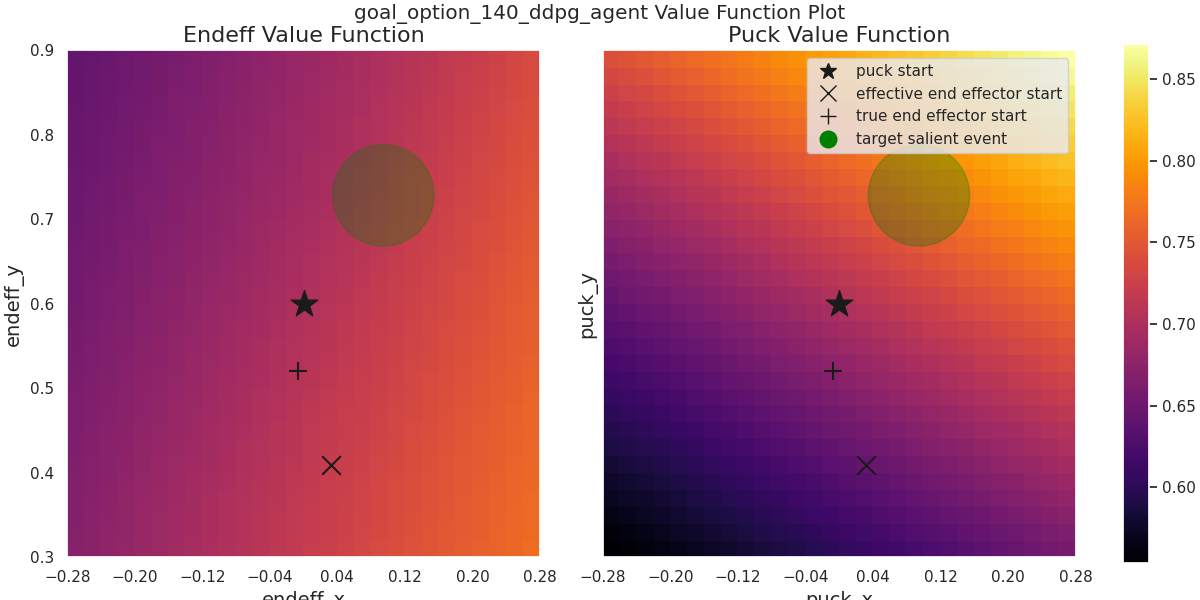 goal_option_140_ddpg_agent Value Function Plot
Endeff Value Function
Puck Value Function
0.9
0.8
0.7
0.6
0.5
0.4
0.3
endeff_y
−0.28 −0.20 −0.12 −0.04 0.04 0.12 0.20 0.28
endeff_x
puck start
effective end effector start
true end effector start
target salient event
puck_y
−0.28 −0.20 −0.12 −0.04 0.04 0.12 0.20 0.28
puck_x
0.85
0.80
0.75
0.70
0.65
0.60